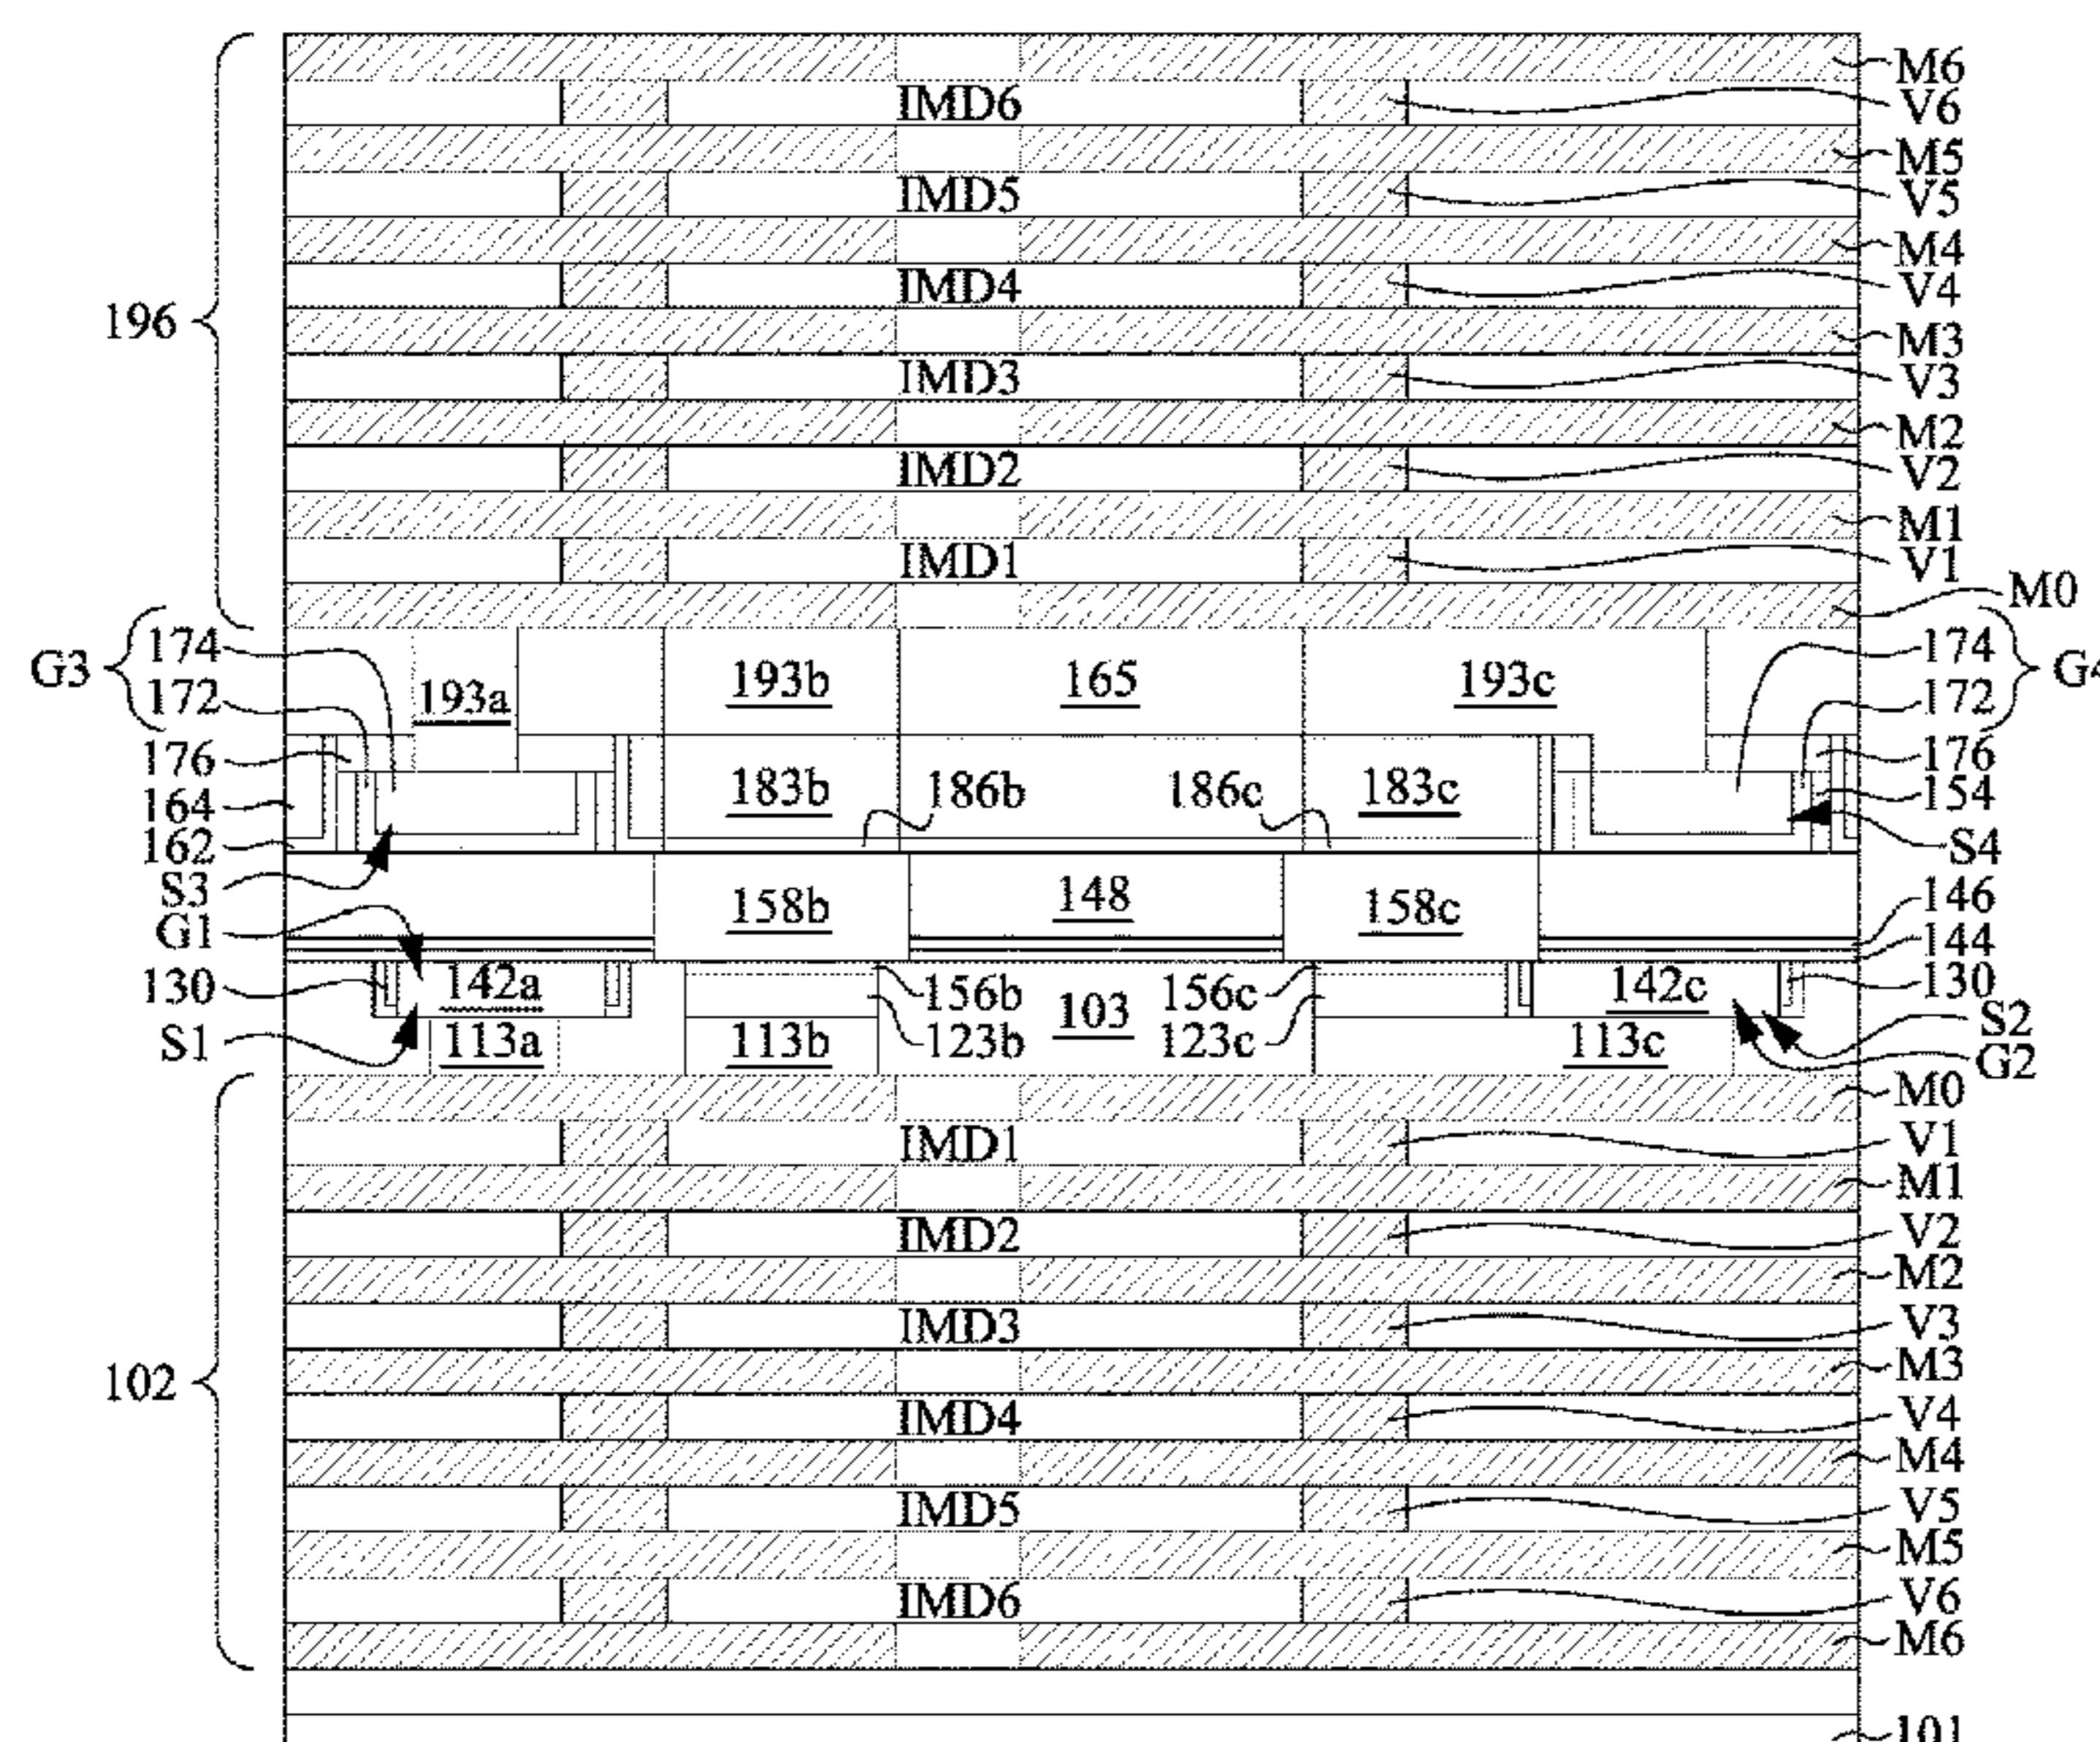 M6
IMD6 V6
M5
IMD5 V5
M4
IMD4 V4
196 M3
IMD3 V3
M2
IMD2 V2
M1
IMD1 V1
M0
G3 174 193a 193b 165 193c 174 G4
172 172
176 176
164 183b 186b 186c 183c 154
162 S4
S3 158b 148 158c 146
G1 144
130 142a 156b 103 156c 142c 130
S1 113a 113b 123b 123c 113c S2
G2
M0
IMD1 V1
M1
IMD2 V2
M2
IMD3 V3
102 M3
IMD4 V4
M4
IMD5 V5
M5
IMD6 V6
M6
101